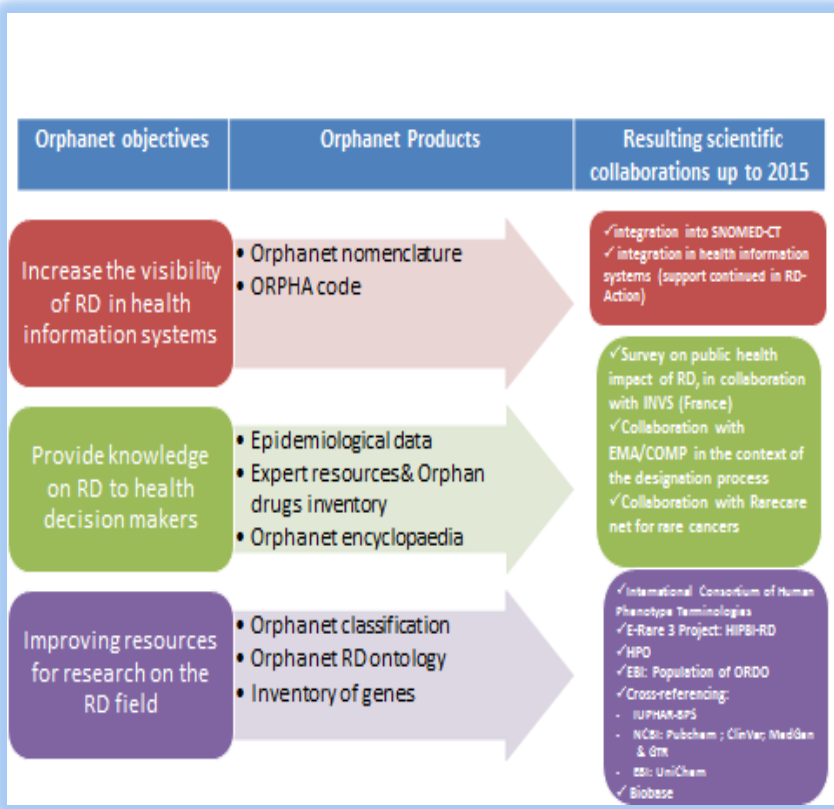 Orphanet objectives
Orphanet Products
Resulting scientific
collaborations up to 2015
Increase the visibility
of RD in health
information systems
• Orphanet nomenclature
• ORPHA code
✓integration into SNOMED-CT
✓ integration in health information
systems (support continued in RD-
Action)
Provide knowledge
on RD to health
decision makers
• Epidemiological data
• Expert resources& Orphan
drugs inventory
• Orphanet encyclopaedia
✓Survey on public health
impact of RD, in collaboration
with INVS (France)
✓Collaboration with
EMA/COMP in the context of
the designation process
✓Collaboration with Rarecare
net for rare cancers
Improving resources
for research on the
RD field
• Orphanet classification
• Orphanet RD ontology
• Inventory of genes
✓International Consortium of Human
Phenotype Terminologies
✓E-Rare 3 Project: HIPBI-RD
✓HPO
✓EBI: Population of ORDO
✓Cross-referencing:
- IUPHAR-BPS
- NCBI: Pubchem ; ClinVar; MedGen
& GTR
- EBI: UniChem
✓ Biobase